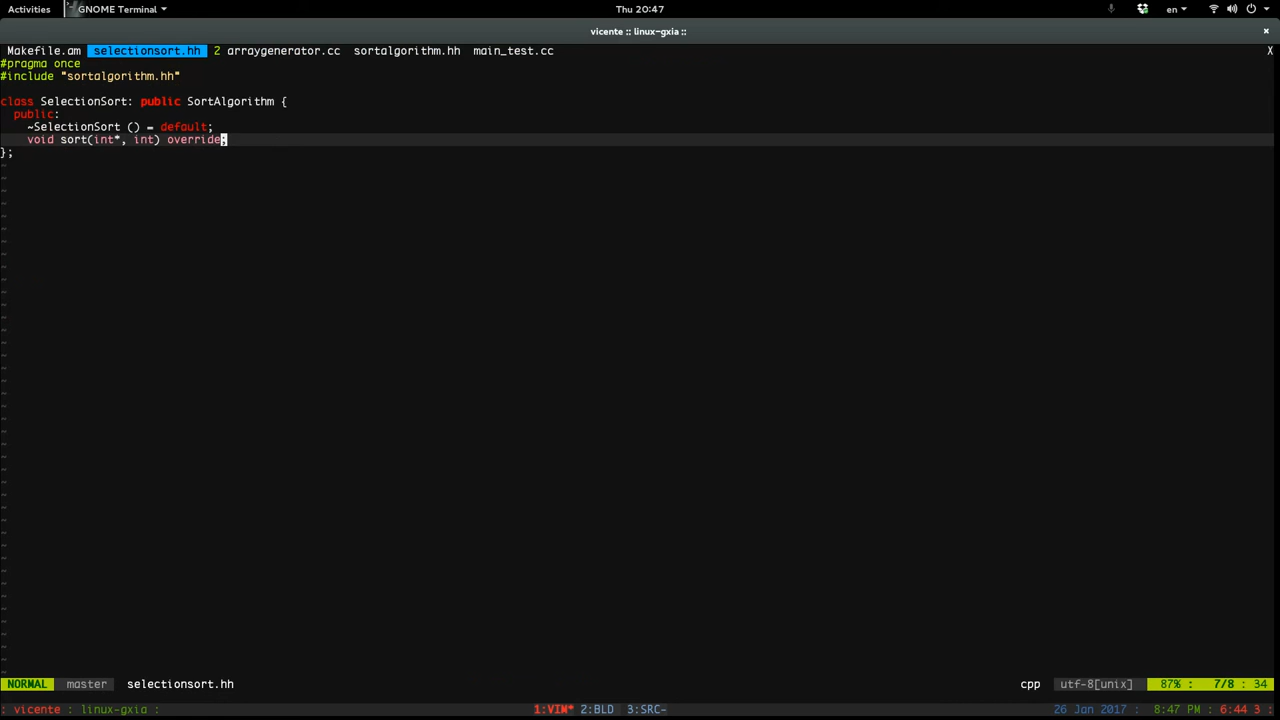 Activities GNOME Terminal Thu 20:47 en
vicente :: linux-gxia ::
Makefile.am selectionsort.hh 2 arraygenerator.cc sortalgorithm.hh main_test.cc X
#pragma once
#include "sortalgorithm.hh"
class SelectionSort: public SortAlgorithm {
public:
~SelectionSort () = default;
void sort(int*, int) override;
};
NORMAL master selectionsort.hh cpp utf-8[unix] 87% : 7/8 : 34
: vicente : linux-gxia : 1:VIM* 2:BLD 3:SRC- 26 Jan 2017 : 8:47 PM : 6:44 3 :